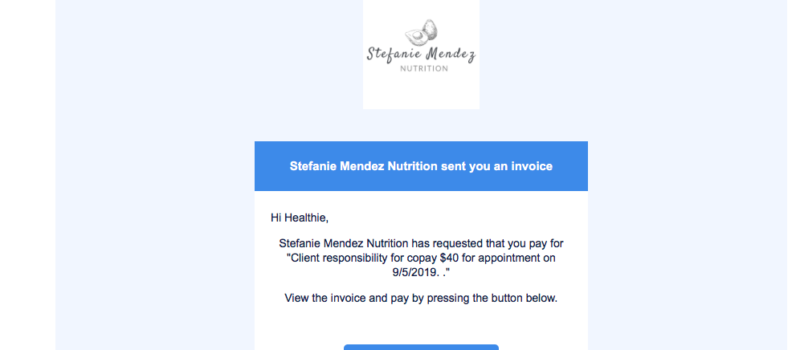 Stefanie Mendez
NUTRITION
Stefanie Mendez Nutrition sent you an invoice
Hi Healthie,
Stefanie Mendez Nutrition has requested that you pay for
"Client responsibility for copay $40 for appointment on
9/5/2019. ."
View the invoice and pay by pressing the button below.